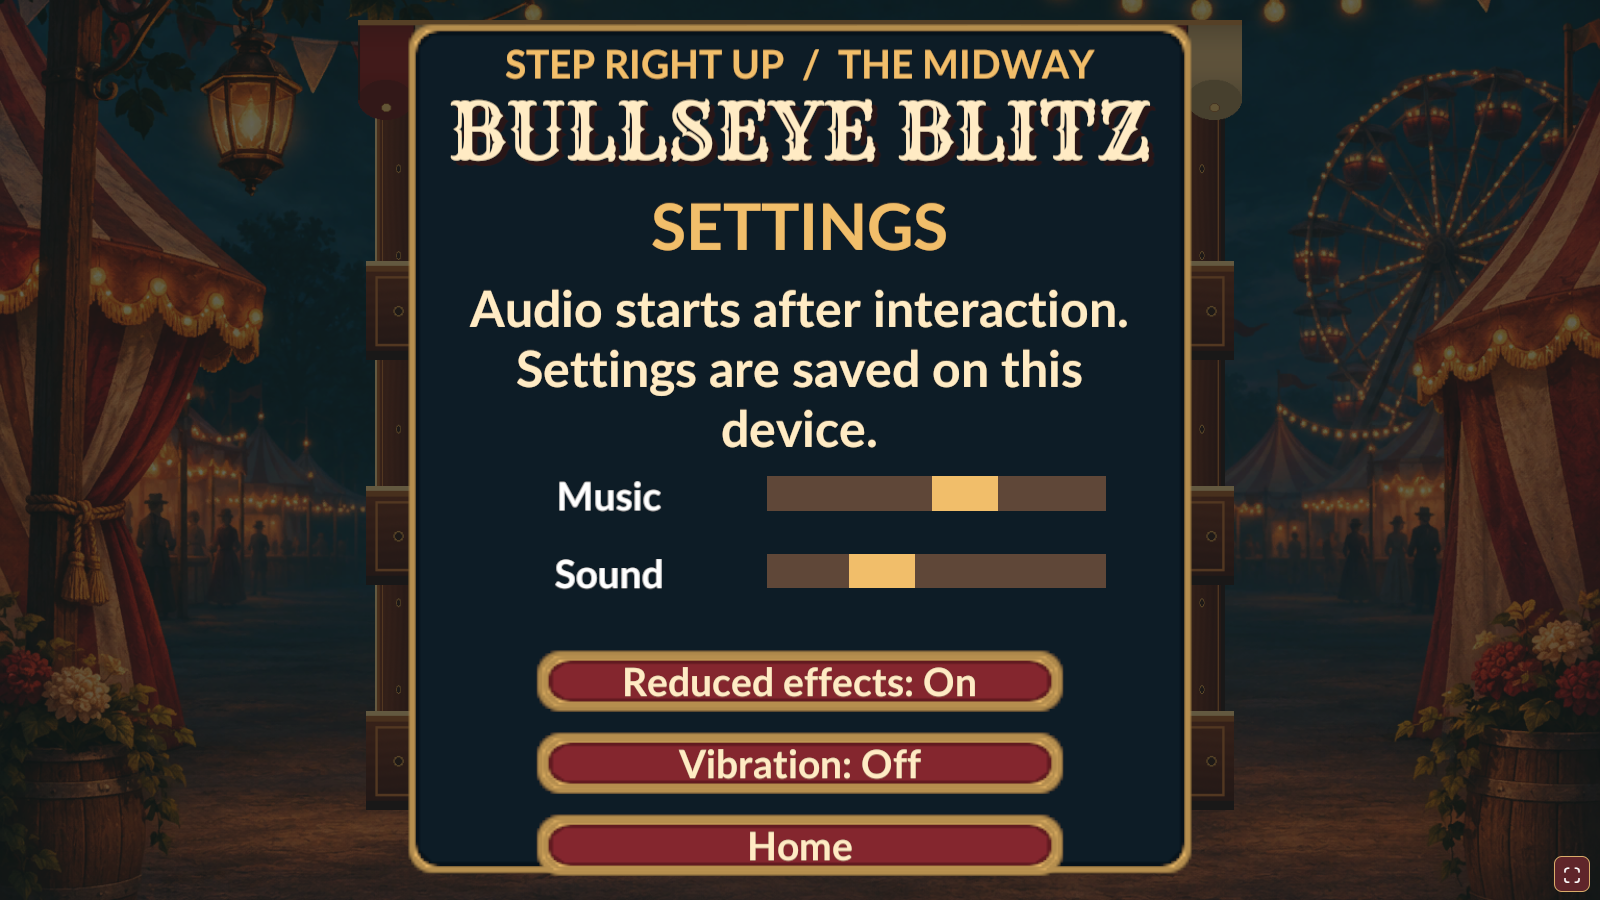 STEP RIGHT UP / THE MIDWAY
BULLSEYE BLITZ
SETTINGS
Audio starts after interaction.
Settings are saved on this
device.
Music
Sound
Reduced effects: On
Vibration: Off
Home